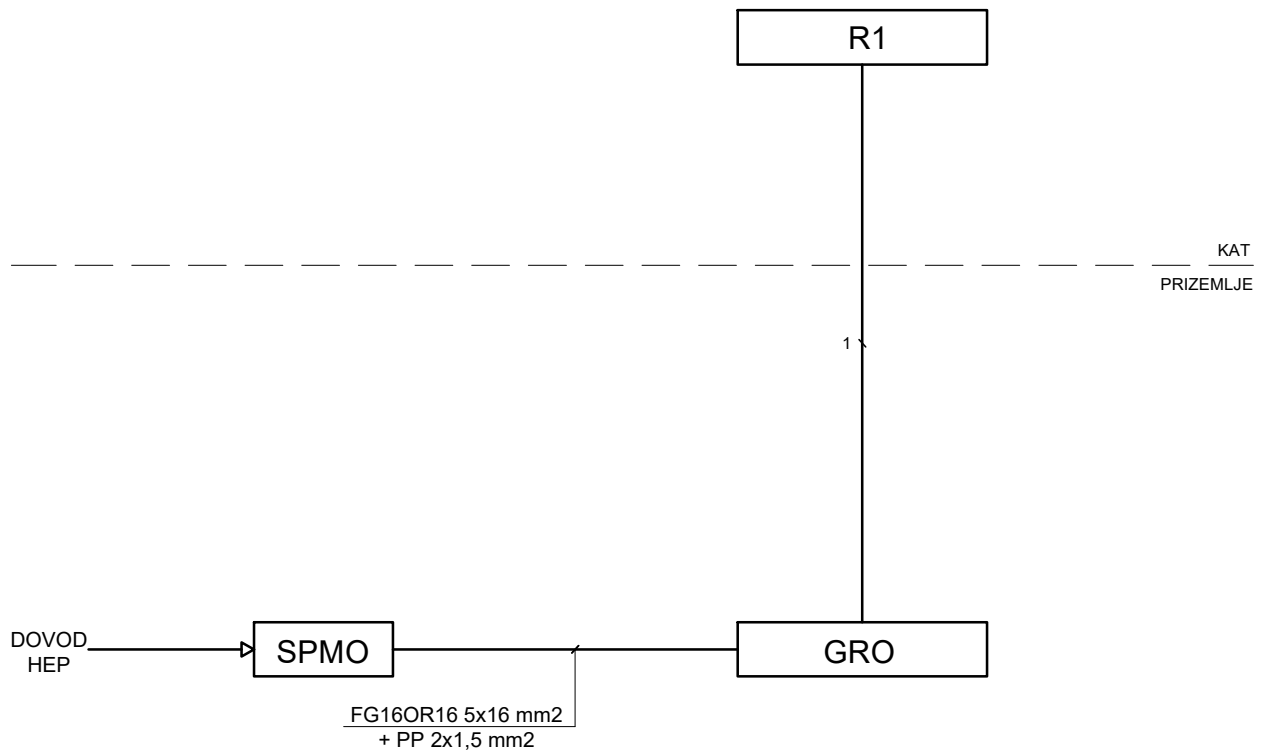 R1
KAT
PRIZEMLJE
1
DOVOD
HEP
SPMO
GRO
FG16OR16 5x16 mm2
+ PP 2x1,5 mm2